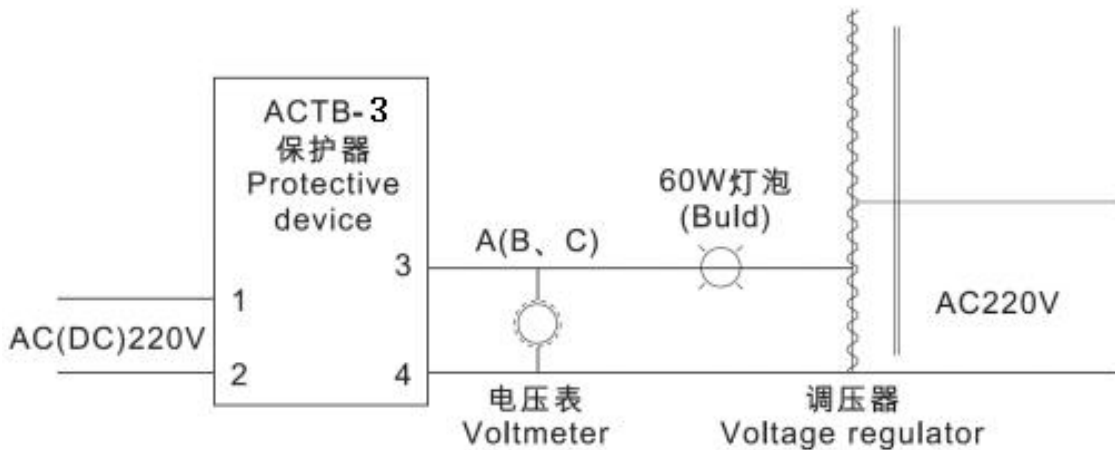 ACTB-3
保护器
Protective
device
60W灯泡
(Buld)
A(B、C)
3
1
AC(DC)220V
AC220V
2
4
电压表
Voltmeter
调压器
Voltage regulator